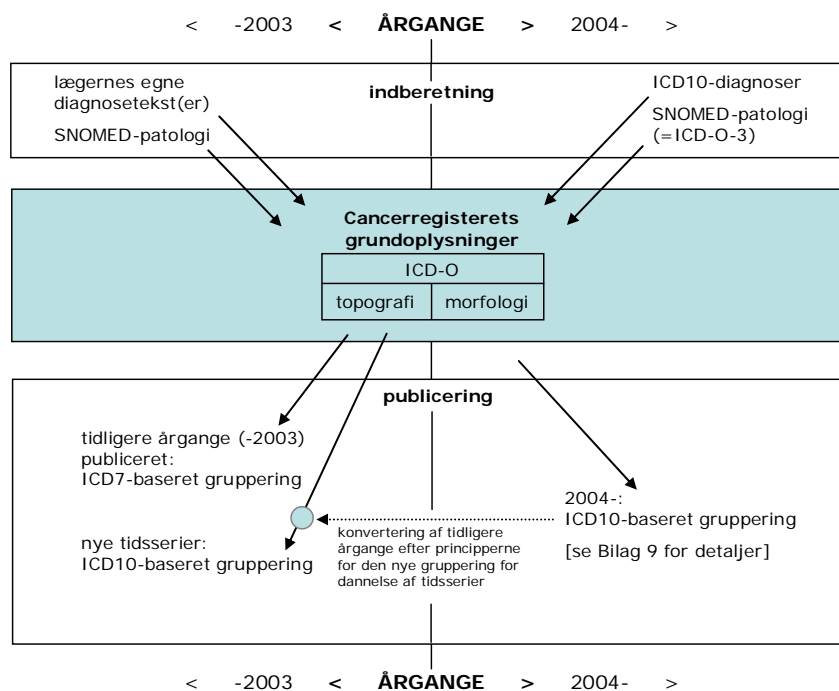 < -2003 < ÅRGANGE > 2004- >
indberetning
lægernes egne
diagnosetekst(er)
SNOMED-patologi
ICD10-diagnoser
SNOMED-patologi
(=ICD-O-3)
Cancerregisterets
grundoplysninger
ICD-O
topografi morfologi
publicering
tidligere årgange (-2003)
publiceret:
ICD7-baseret gruppering
nye tidsserier:
ICD10-baseret gruppering
konvertering af tidligere
årgange efter principperne
for den nye gruppering for
dannelse af tidsserier
2004-:
ICD10-baseret gruppering
[se Bilag 9 for detaljer]
< -2003 < ÅRGANGE > 2004- >